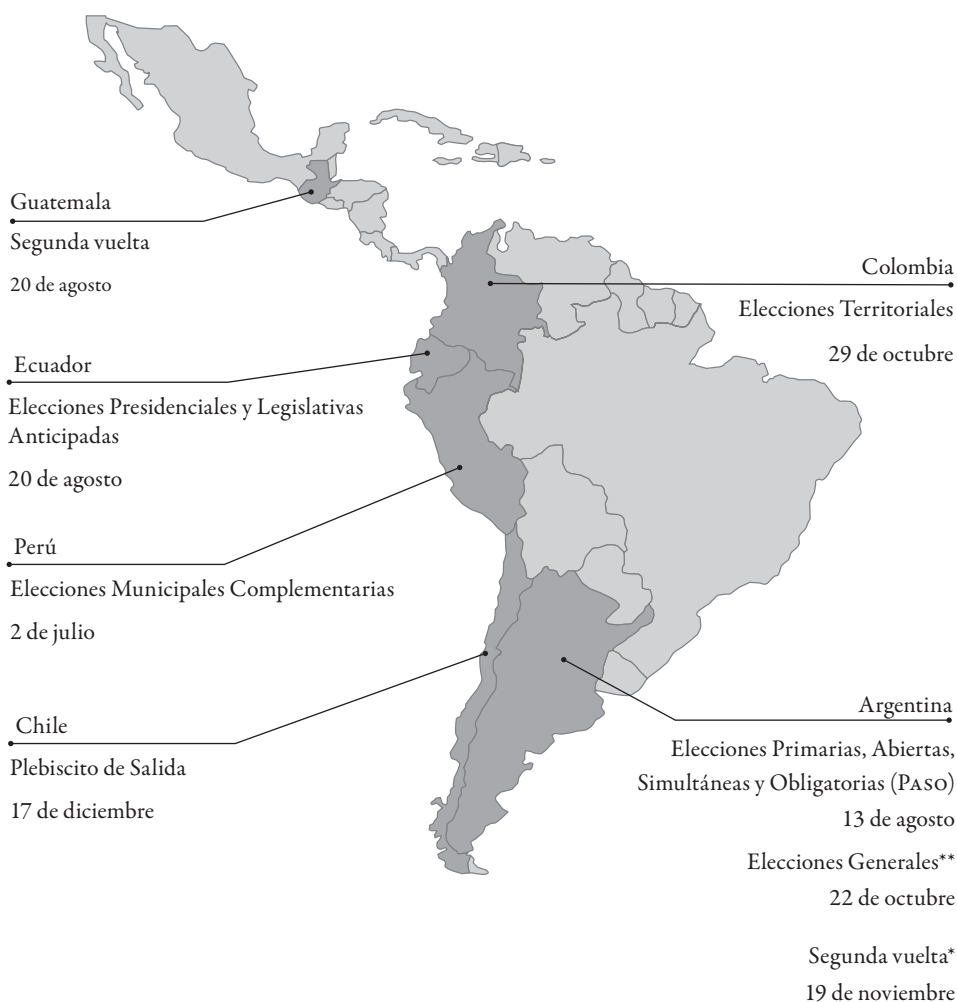 Guatemala
Segunda vuelta
20 de agosto
Ecuador
Elecciones Presidenciales y Legislativas
Anticipadas
20 de agosto
Perú
Elecciones Municipales Complementarias
2 de julio
Chile
Plebiscito de Salida
17 de diciembre
Colombia
Elecciones Territoriales
29 de octubre
Argentina
Elecciones Primarias, Abiertas,
Simultáneas y Obligatorias (PASO)
13 de agosto
Elecciones Generales**
22 de octubre
Segunda vuelta*
19 de noviembre